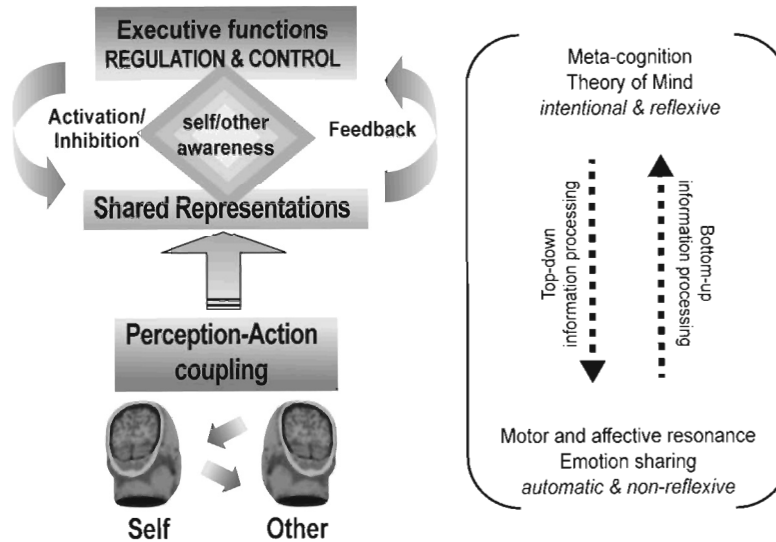 Executive functions
REGULATION & CONTROL
Activation/
Inhibition
self/other
awareness
Feedback
Shared Representations
Perception-Action
coupling
Self
Other
Meta-cognition
Theory of Mind
intentional & reflexive
Top-down
information processing
Bottom-up
information processing
Motor and affective resonance
Emotion sharing
automatic & non-reflexive